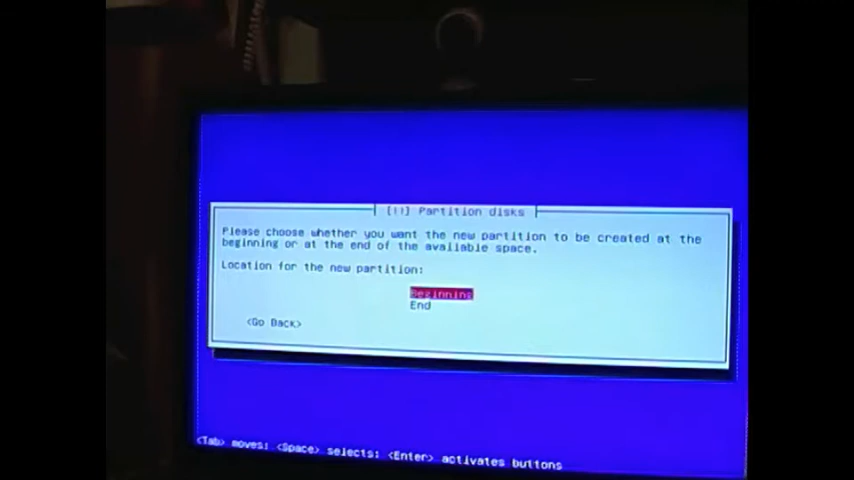 [!!] Partition disks
Please choose whether you want the new partition to be created at the
beginning or at the end of the available space.
Location for the new partition:
Beginning
End
<Go Back>
<Tab> moves; <Space> selects; <Enter> activates buttons